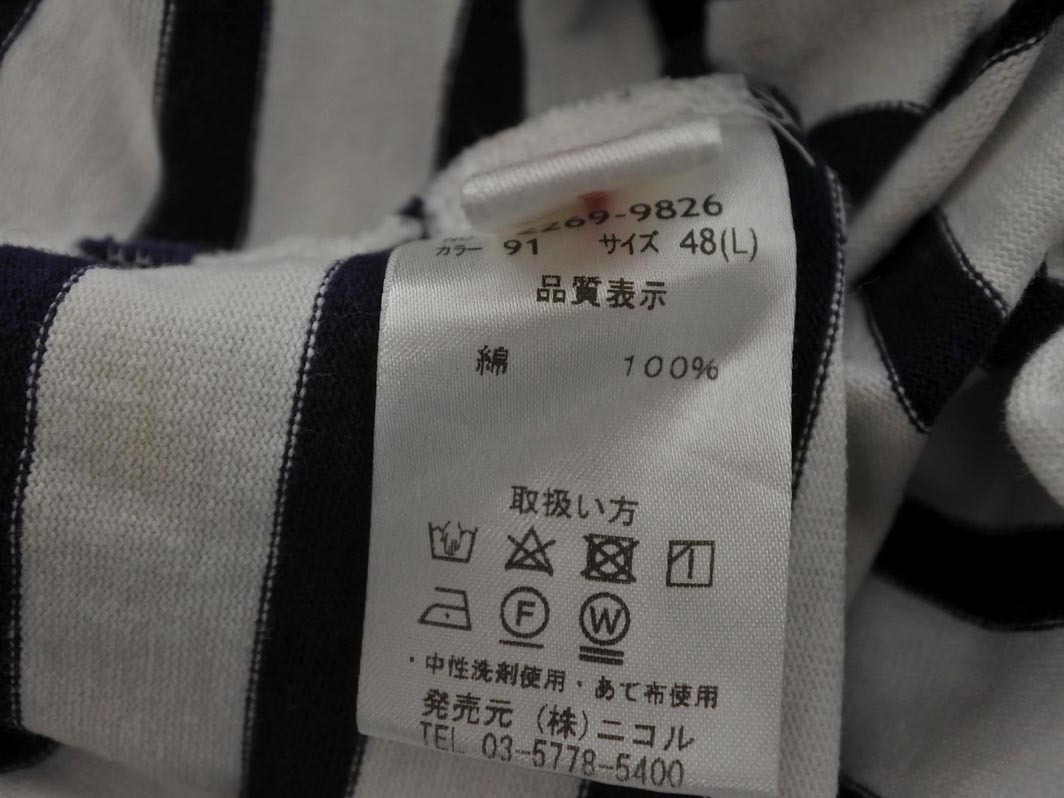 2269-9826
カラー 91 サイズ 48(L)
品質表示
綿 100%
取扱い方
F W
・中性洗剤使用・あて布使用
発売元 (株)ニコル
TEL 03-5778-5400